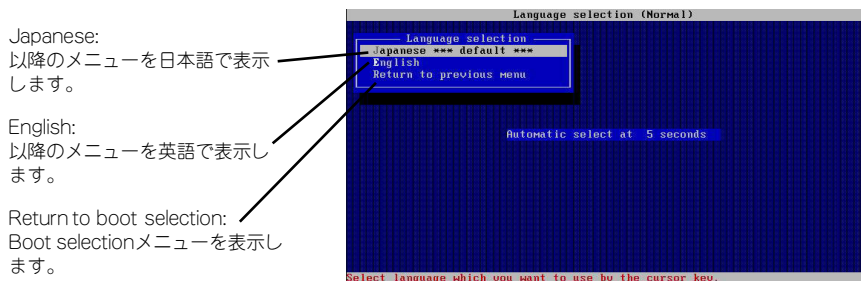 Japanese:
以降のメニューを日本語で表示
します。
English:
以降のメニューを英語で表示し
ます。
Return to boot selection:
Boot selectionメニューを表示し
ます。
Language selection (Normal)
Language selection
Japanese *** default ***
English
Return to previous menu
Automatic select at 5 seconds
Select language which you want to use by the cursor key.